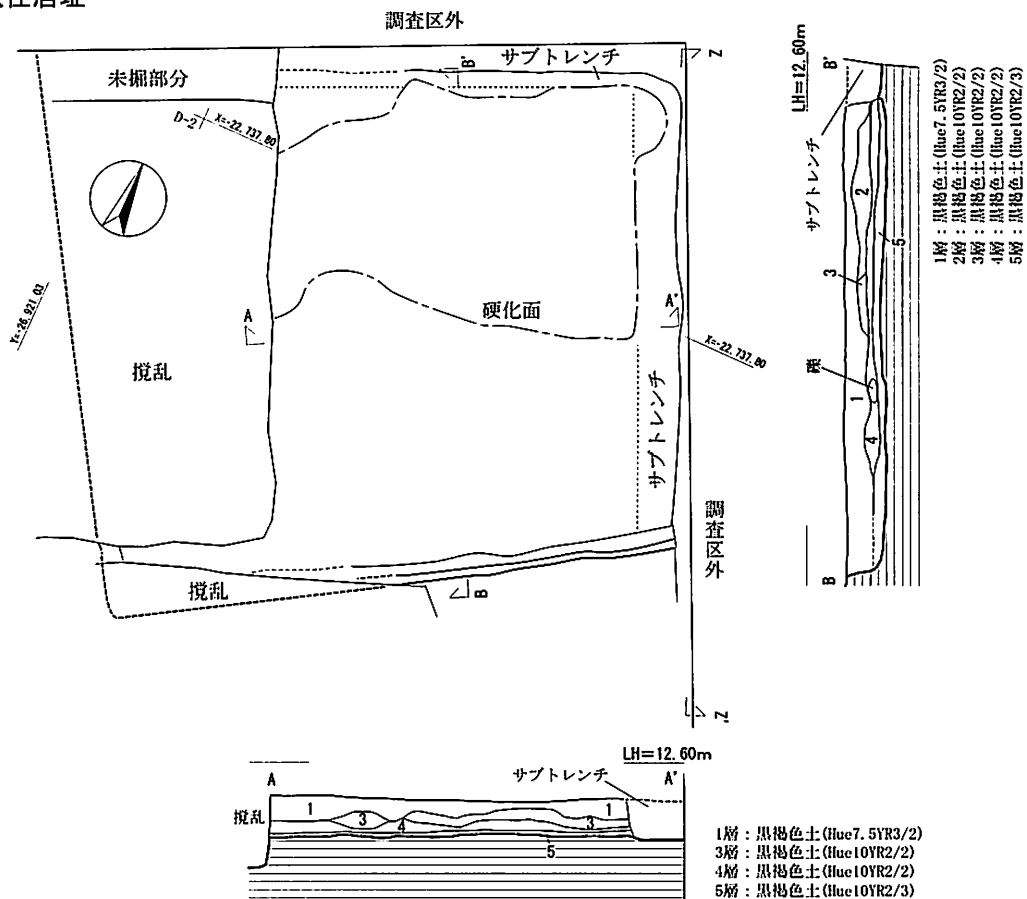 住居址
調査区外
Z
サブトレンチ
B'
未掘部分
D-2
X=-22,737.80
Y=-26,921.03
A
A'
硬化面
X=-22,737.80
撹乱
サブトレンチ
調査区外
撹乱
B
Z'
LH=12.60m
B'
サブトレンチ
2
3
5
礫
1
4
B
1層：黒褐色土(Hue7.5YR3/2)
2層：黒褐色土(Hue10YR2/2)
3層：黒褐色土(Hue10YR2/2)
4層：黒褐色土(Hue10YR2/2)
5層：黒褐色土(Hue10YR2/3)
LH=12.60m
A
サブトレンチ
A'
撹乱
1
3
4
3
1
5
1層：黒褐色土(Hue7.5YR3/2)
3層：黒褐色土(Hue10YR2/2)
4層：黒褐色土(Hue10YR2/2)
5層：黒褐色土(Hue10YR2/3)